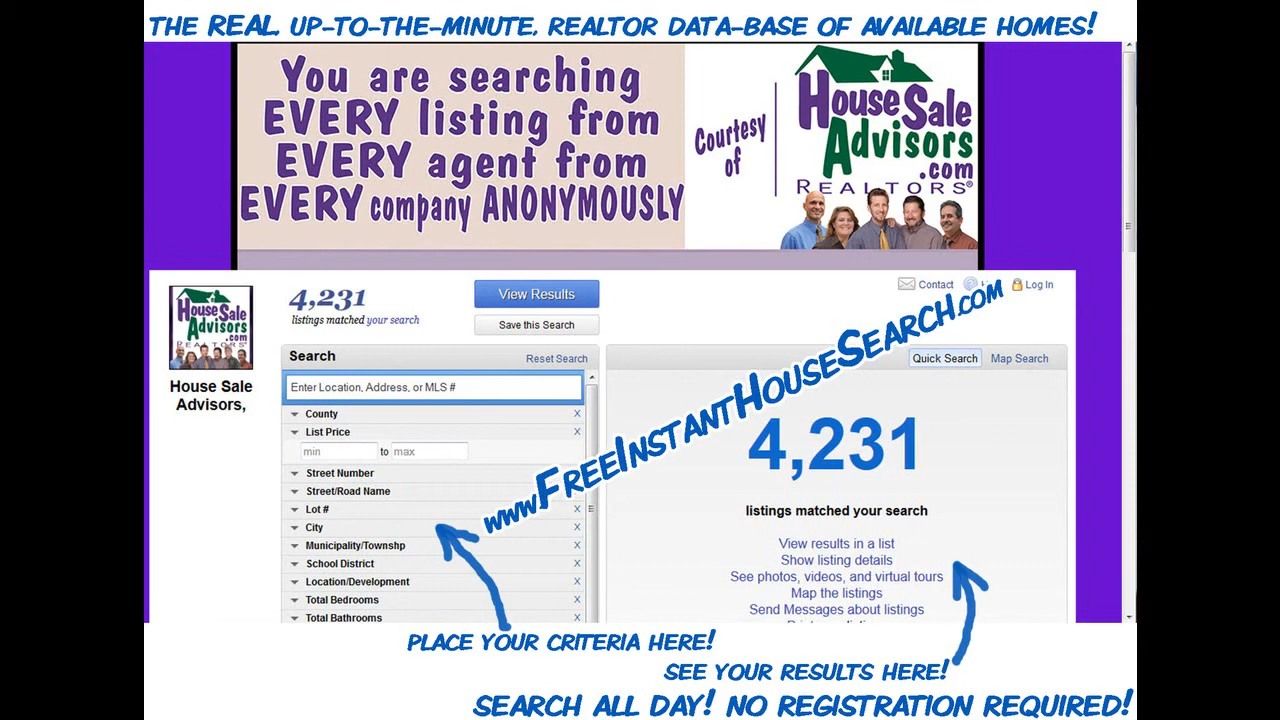 THE REAL, UP-TO-THE-MINUTE, REALTOR DATA-BASE OF AVAILABLE HOMES!
You are searching
EVERY listing from
EVERY agent from
EVERY company ANONYMOUSLY
Courtesy
of
House Sale
Advisors
.com
REALTORS®
House Sale
Advisors
.com
REALTORS
House Sale
Advisors,
4,231
listings matched your search
View Results
Save this Search
Contact
Log In
www.FreeInstantHouseSearch.com
Search
Reset Search
Enter Location, Address, or MLS #
County X
List Price X
min to max
Street Number
Street/Road Name
Lot # X
City X
Municipality/Townshp X
School District X
Location/Development X
Total Bedrooms X
Total Bathrooms X
Quick Search
Map Search
4,231
listings matched your search
View results in a list
Show listing details
See photos, videos, and virtual tours
Map the listings
Send Messages about listings
PLACE YOUR CRITERIA HERE!
SEE YOUR RESULTS HERE!
SEARCH ALL DAY! NO REGISTRATION REQUIRED!